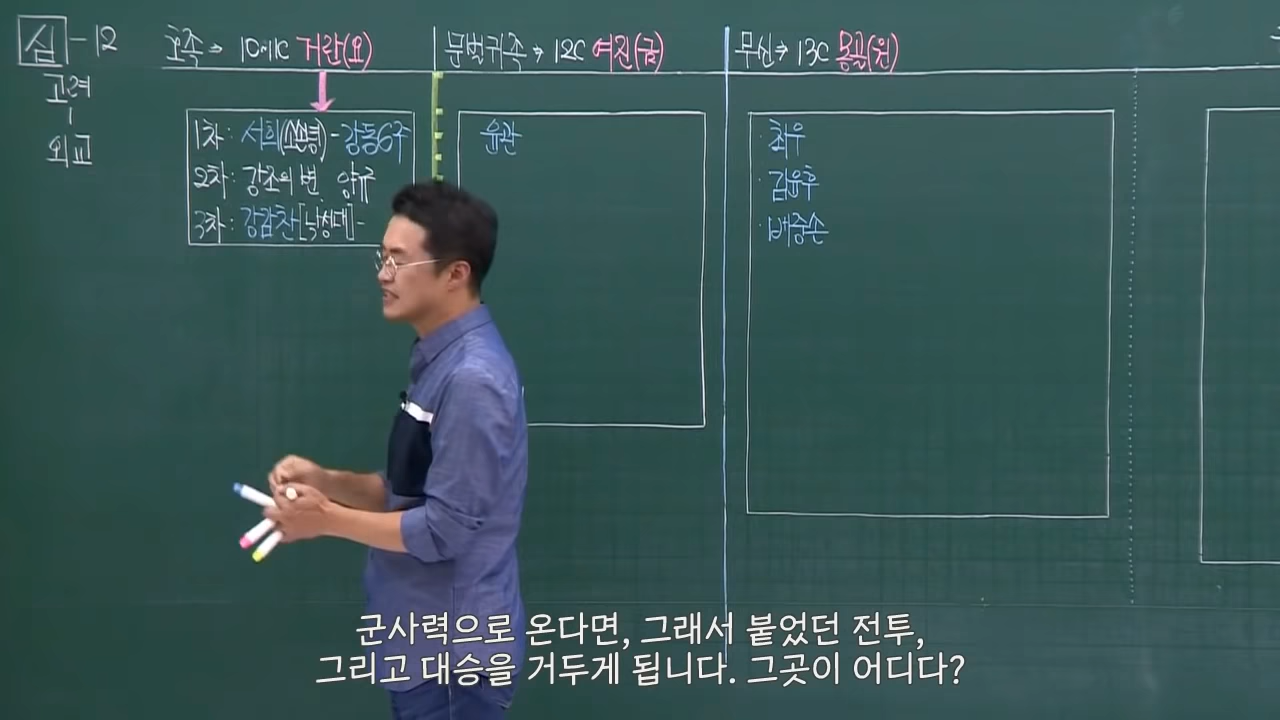 심-12
고려
외교
호족→ 10~11C 거란(요)
문벌귀족→ 12C 여진(금)
무신→ 13C 몽골(원)
1차: 서희(소손녕)-강동6주
2차: 강조의 변 양규
3차: 강감찬[낙성대]-
윤관
·최우
·김윤후
·배중손
군사력으로 온다면, 그래서 붙었던 전투,
그리고 대승을 거두게 됩니다. 그곳이 어디다?